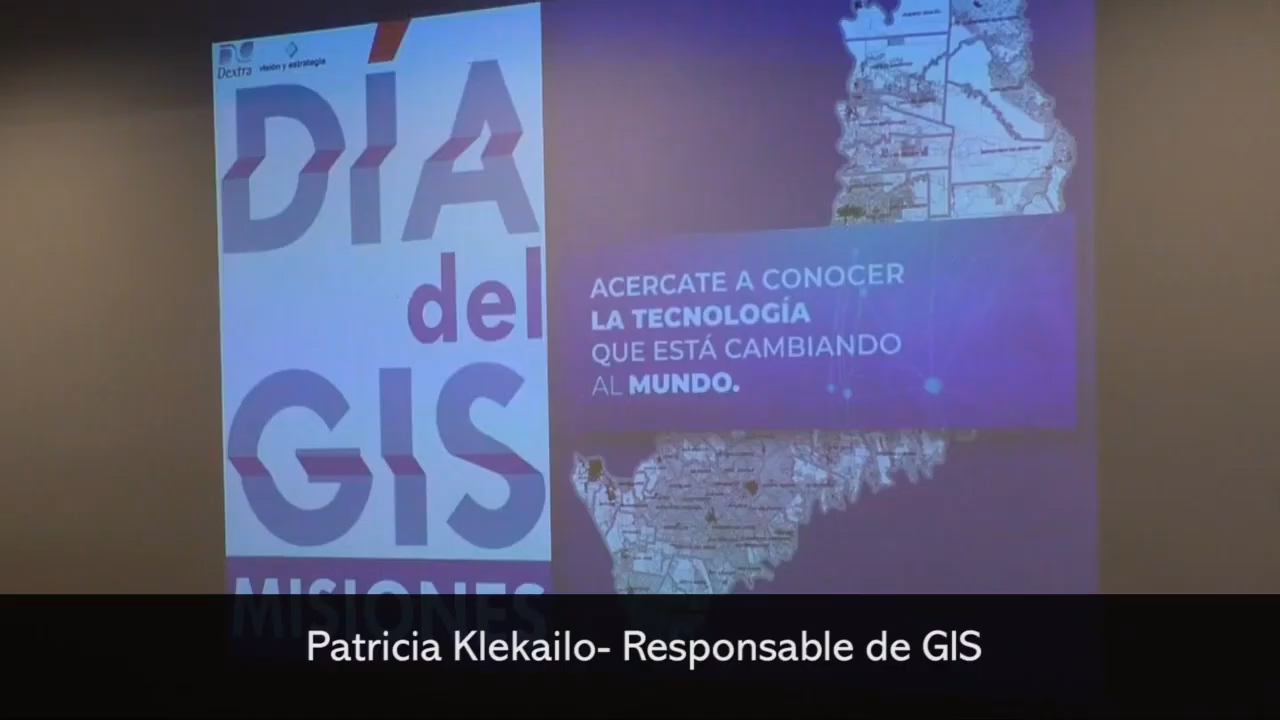 Dextra
visión y estrategia
DÍA
del
GIS
MISIONES
ACERCATE A CONOCER
LA TECNOLOGÍA
QUE ESTÁ CAMBIANDO
AL MUNDO.
Patricia Klekailo- Responsable de GIS